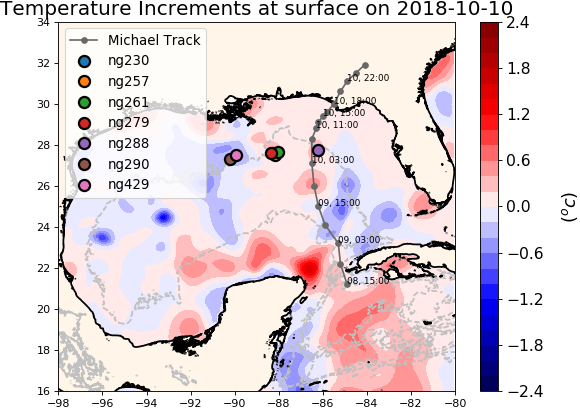 Temperature Increments at surface on 2018-10-10
Michael Track
ng230
ng257
ng261
ng279
ng288
ng290
ng429
10, 22:00
10, 18:00
10, 15:00
10, 11:00
10, 03:00
09, 15:00
09, 03:00
08, 15:00
34
32
30
28
26
24
22
20
18
16
−98 −96 −94 −92 −90 −88 −86 −84 −82 −80
2.4
1.8
1.2
0.6
0.0
−0.6
−1.2
−1.8
−2.4
(°c)